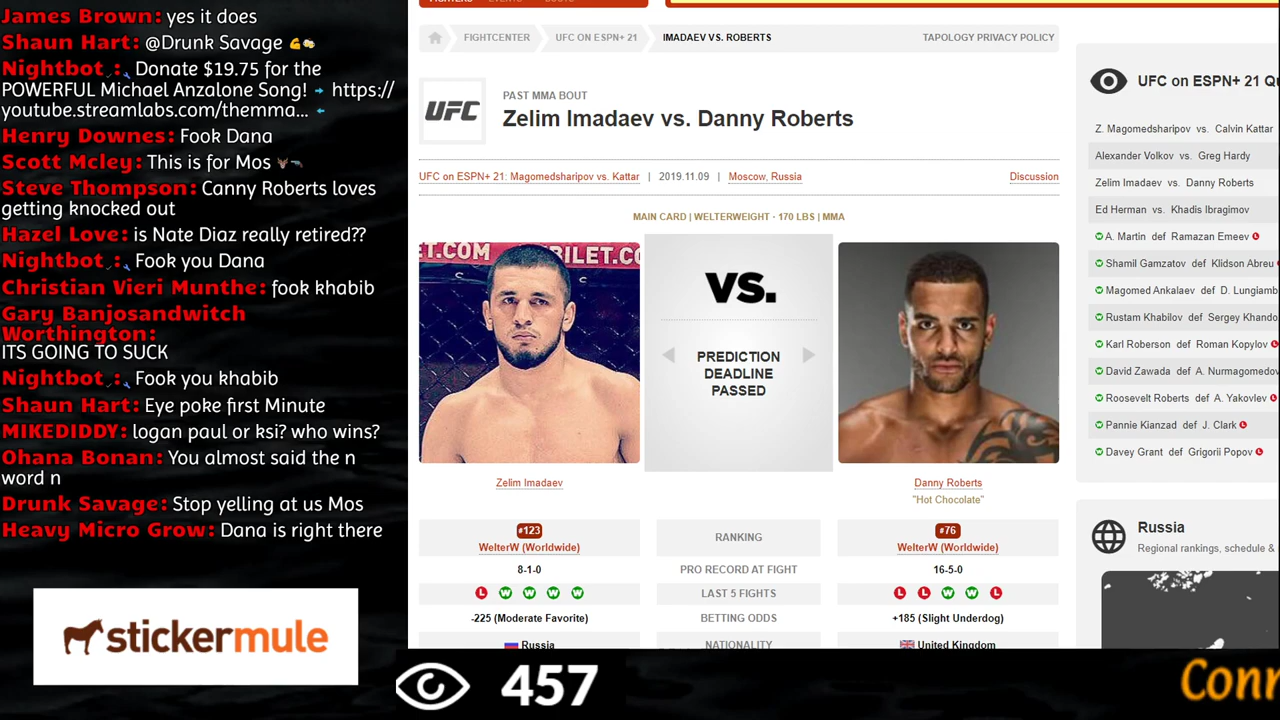 James Brown: yes it does
Shaun Hart: @Drunk Savage
Nightbot: Donate $19.75 for the
POWERFUL Michael Anzalone Song! https://
youtube.streamlabs.com/themma...
Henry Downes: Fook Dana
Scott Mcley: This is for Mos
Steve Thompson: Canny Roberts loves
getting knocked out
Hazel Love: is Nate Diaz really retired??
Nightbot: Fook you Dana
Christian Vieri Munthe: fook khabib
Gary Banjosandwitch
Worthington:
ITS GOING TO SUCK
Nightbot: Fook you khabib
Shaun Hart: Eye poke first Minute
MIKEDIDDY: logan paul or ksi? who wins?
Ohana Bonan: You almost said the n
word n
Drunk Savage: Stop yelling at us Mos
Heavy Micro Grow: Dana is right there
stickermule
FIGHTCENTER UFC ON ESPN+ 21 IMADAEV VS. ROBERTS TAPOLOGY PRIVACY POLICY
UFC
PAST MMA BOUT
Zelim Imadaev vs. Danny Roberts
UFC on ESPN+ 21: Magomedsharipov vs. Kattar | 2019.11.09 | Moscow, Russia Discussion
MAIN CARD | WELTERWEIGHT · 170 LBS | MMA
ET.COM
VS.
PREDICTION
DEADLINE
PASSED
Zelim Imadaev Danny Roberts
"Hot Chocolate"
#123 RANKING #76
WelterW (Worldwide) WelterW (Worldwide)
8-1-0 PRO RECORD AT FIGHT 16-5-0
L W W W W LAST 5 FIGHTS L L W W L
-225 (Moderate Favorite) BETTING ODDS +185 (Slight Underdog)
Russia NATIONALITY United Kingdom
UFC on ESPN+ 21 Qu
Z. Magomedsharipov vs. Calvin Kattar
Alexander Volkov vs. Greg Hardy
Zelim Imadaev vs. Danny Roberts
Ed Herman vs. Khadis Ibragimov
W A. Martin def Ramazan Emeev L
W Shamil Gamzatov def Klidson Abreu
W Magomed Ankalaev def D. Lungiamb
W Rustam Khabilov def Sergey Khando
W Karl Roberson def Roman Kopylov L
W David Zawada def A. Nurmagomedov
W Roosevelt Roberts def A. Yakovlev L
W Pannie Kianzad def J. Clark L
W Davey Grant def Grigorii Popov L
Russia
Regional rankings, schedule &
457
Conn